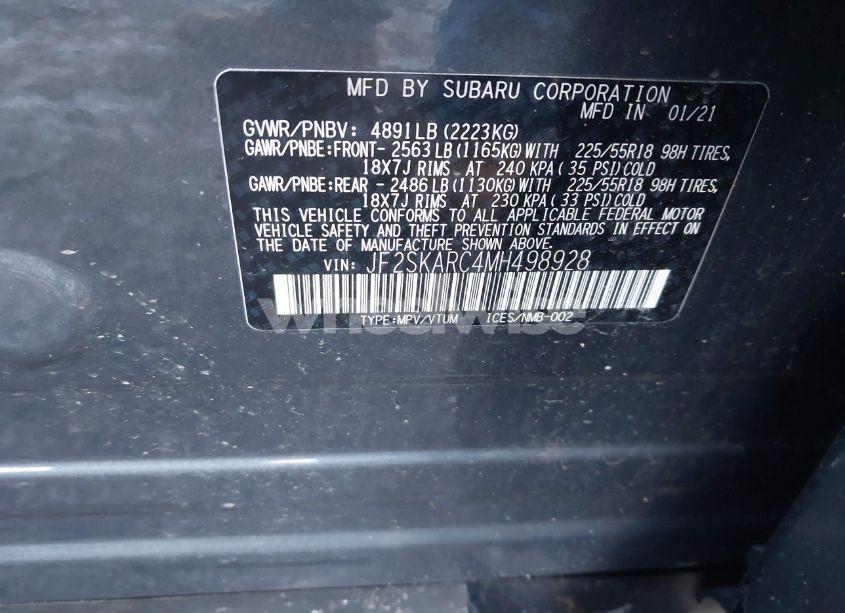 MFD BY SUBARU CORPORATION
MFD IN 01/21
GVWR/PNBV: 4891LB (2223KG)
GAWR/PNBE:FRONT- 2563LB (1165KG)WITH 225/55R18 98H TIRES,
18X7J RIMS AT 240 KPA( 35 PSI)COLD
GAWR/PNBE:REAR - 2486LB (1130KG)WITH 225/55R18 98H TIRES,
18X7J RIMS AT 230 KPA( 33 PSI)COLD
THIS VEHICLE CONFORMS TO ALL APPLICABLE FEDERAL MOTOR
VEHICLE SAFETY AND THEFT PREVENTION STANDARDS IN EFFECT ON
THE DATE OF MANUFACTURE SHOWN ABOVE.
VIN: JF2SKARC4MH498928
wheelwise
TYPE:MPV/VTUM ICES/NMB-002